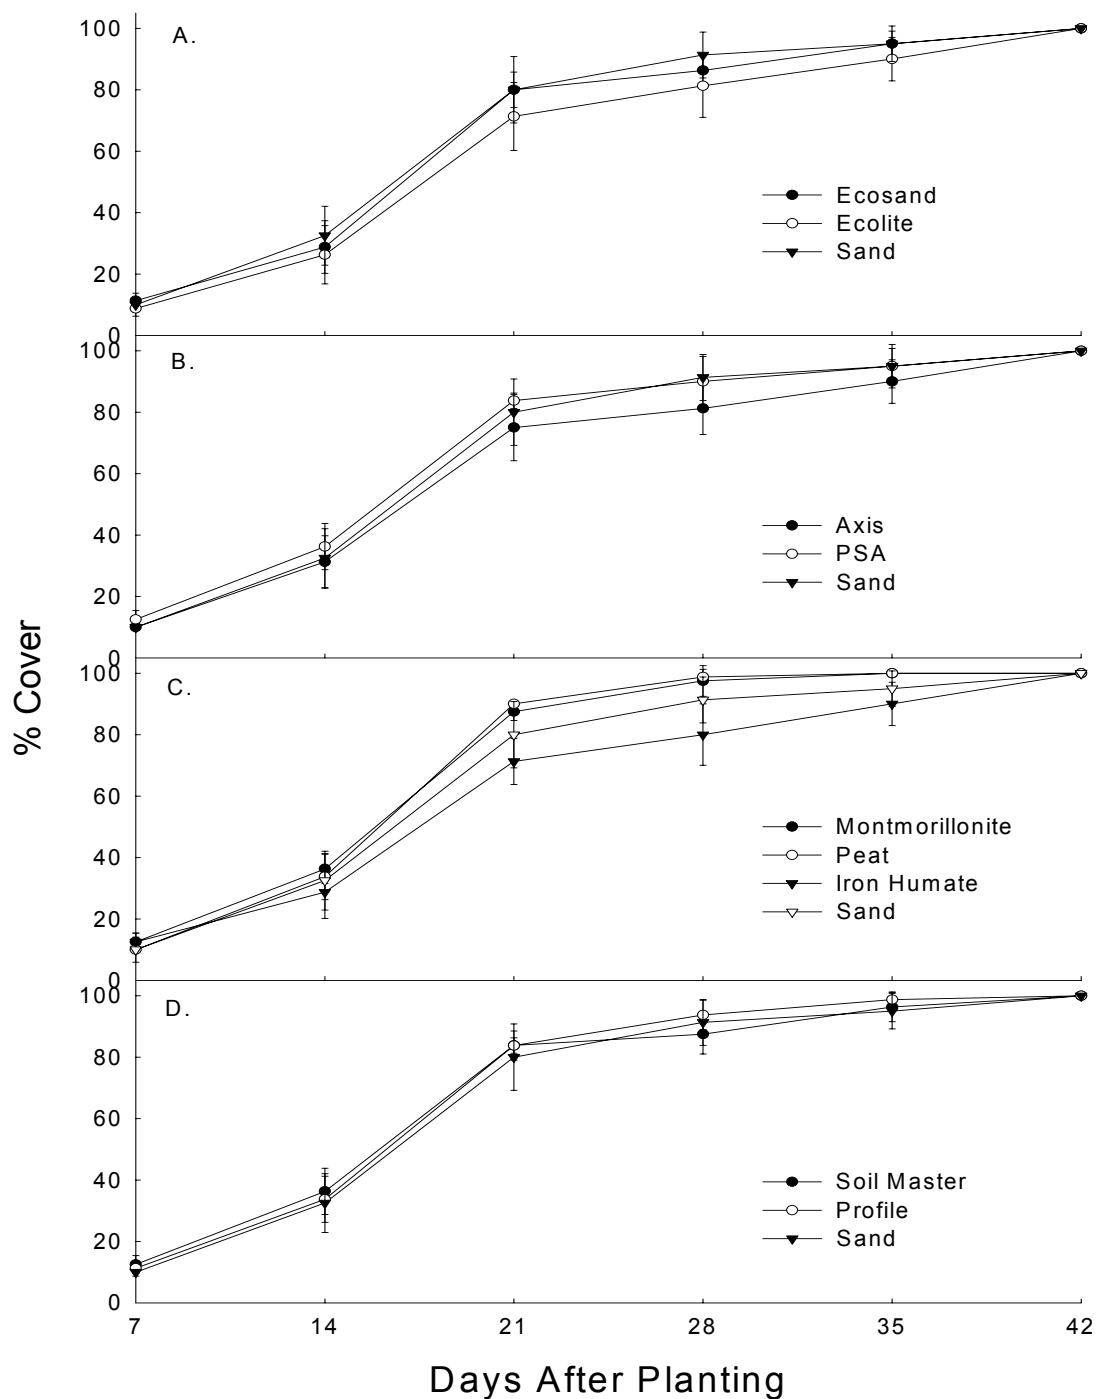 A.
100
80
60
40
20
0
Ecosand
Ecolite
Sand
B.
100
80
60
40
20
0
Axis
PSA
Sand
C.
100
80
60
40
20
0
Montmorillonite
Peat
Iron Humate
Sand
D.
100
80
60
40
20
0
Soil Master
Profile
Sand
% Cover
7 14 21 28 35 42
Days After Planting